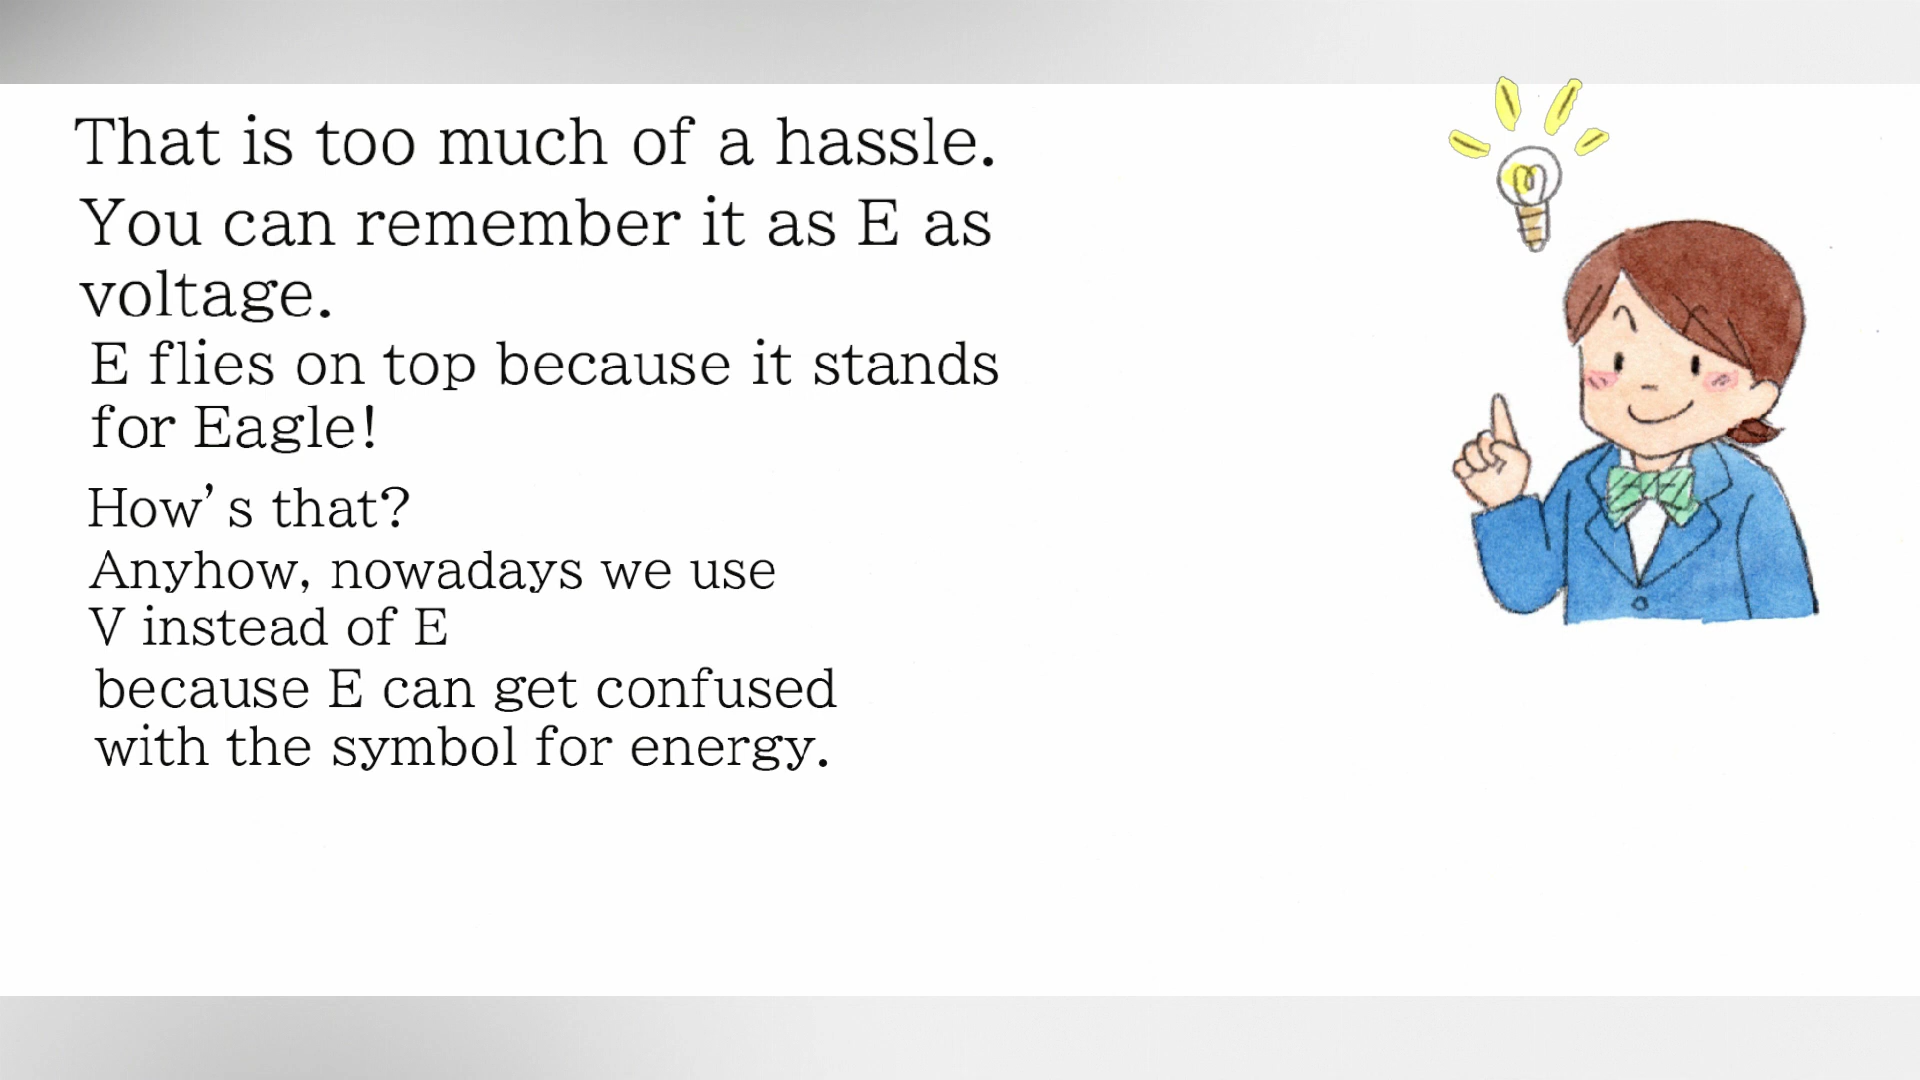 That is too much of a hassle.
You can remember it as E as
voltage.
E flies on top because it stands
for Eagle!
How’s that?
Anyhow, nowadays we use
V instead of E
because E can get confused
with the symbol for energy.